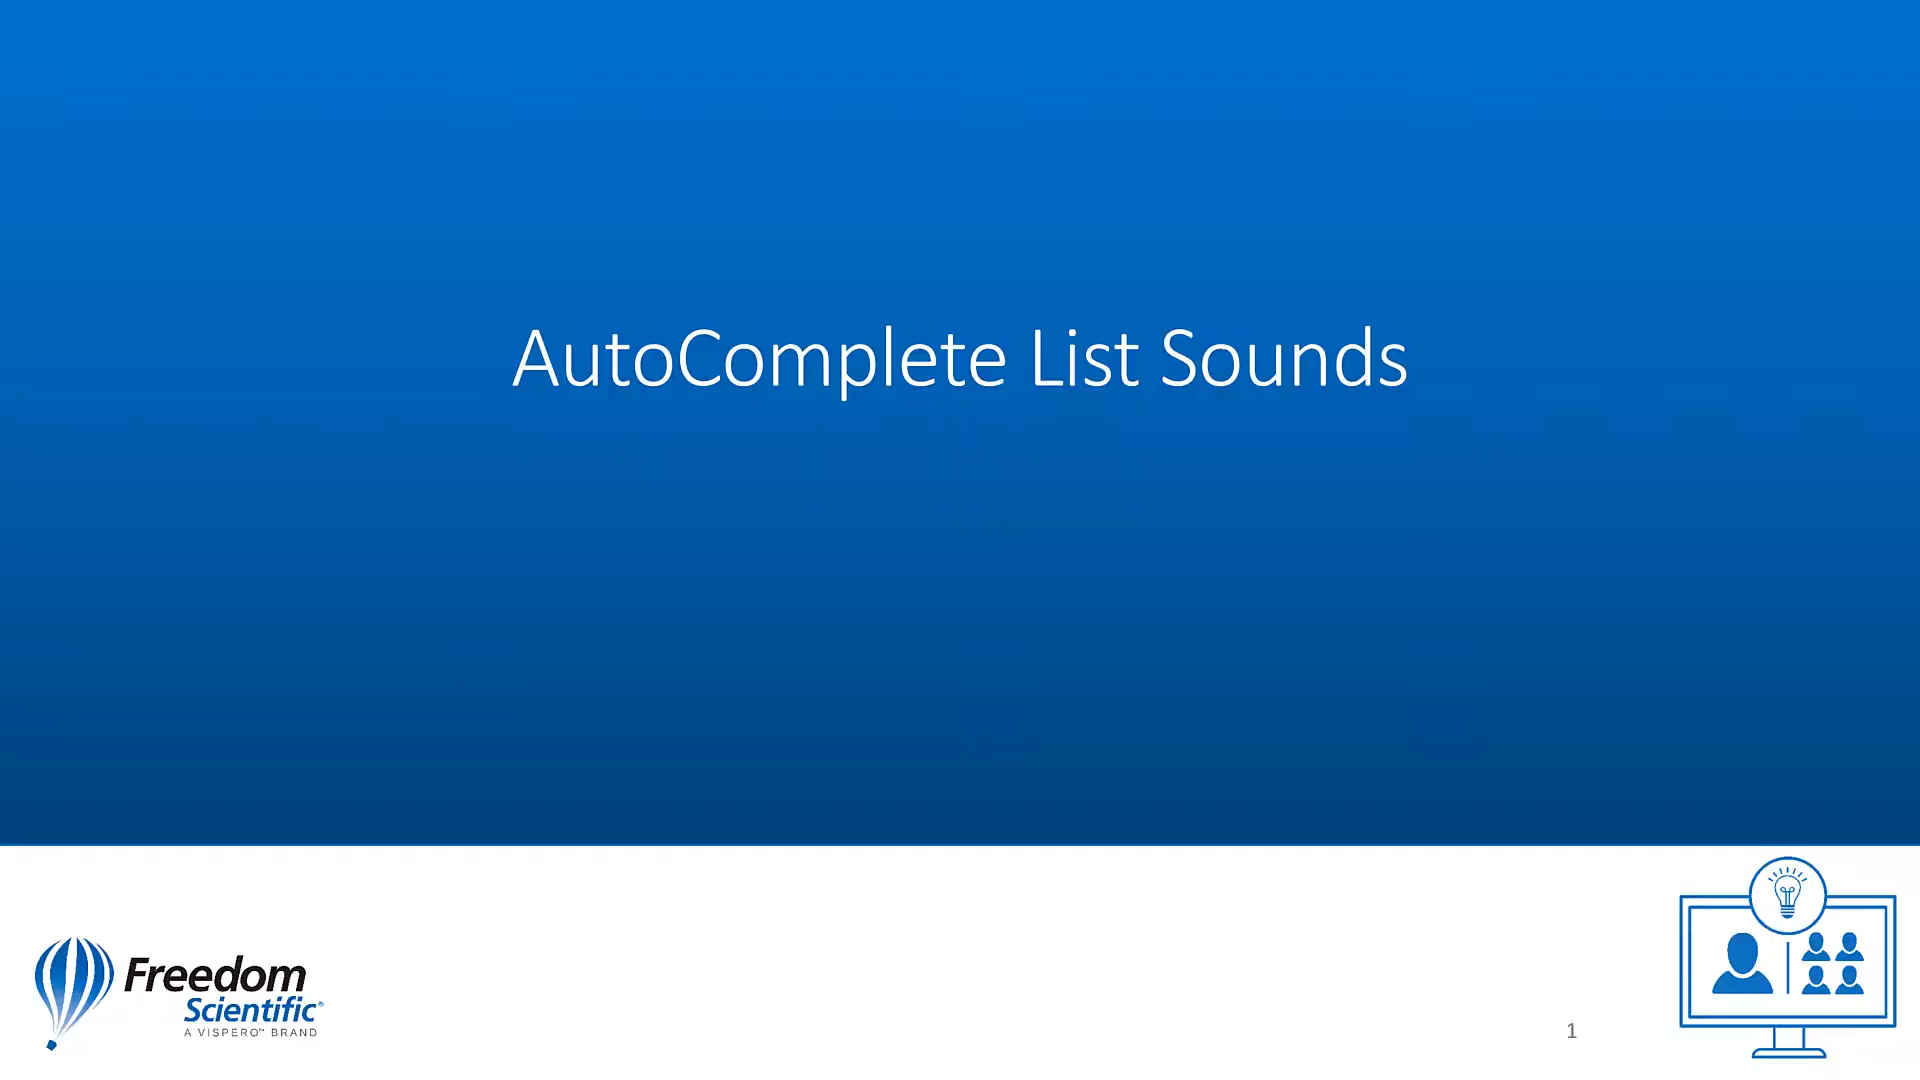 AutoComplete List Sounds
Freedom
Scientific®
A VISPERO™ BRAND
1